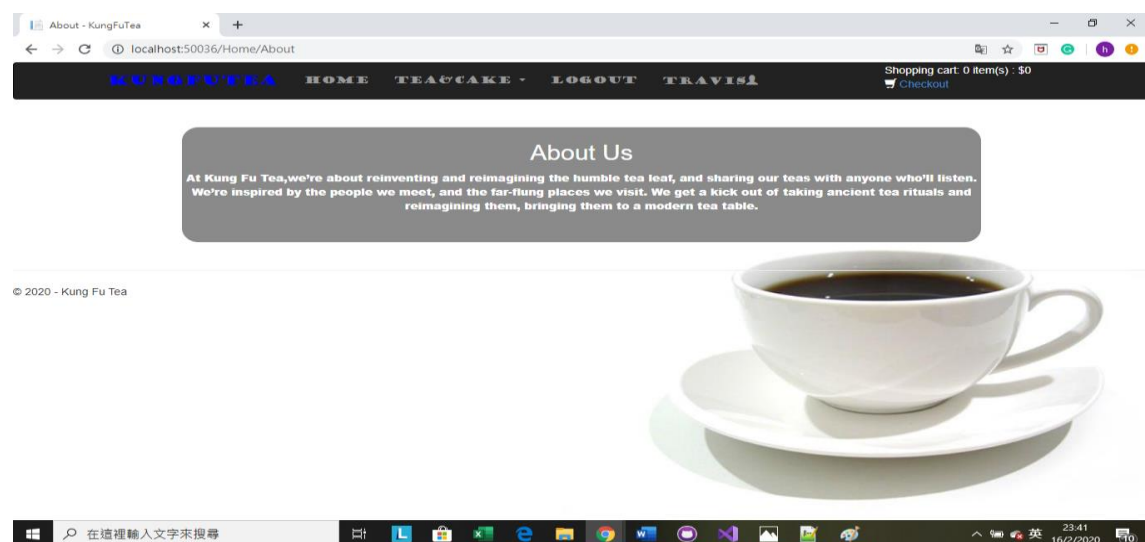 About - KungFuTea
localhost:50036/Home/About
KUNGFUTEA HOME TEA&CAKE LOGOUT TRAVIS
Shopping cart: 0 item(s) : $0
Checkout
About Us
At Kung Fu Tea,we're about reinventing and reimagining the humble tea leaf, and sharing our teas with anyone who'll listen.
We're inspired by the people we meet, and the far-flung places we visit. We get a kick out of taking ancient tea rituals and
reimagining them, bringing them to a modern tea table.
© 2020 - Kung Fu Tea
在這裡輸入文字來搜尋
英
23:41
16/2/2020